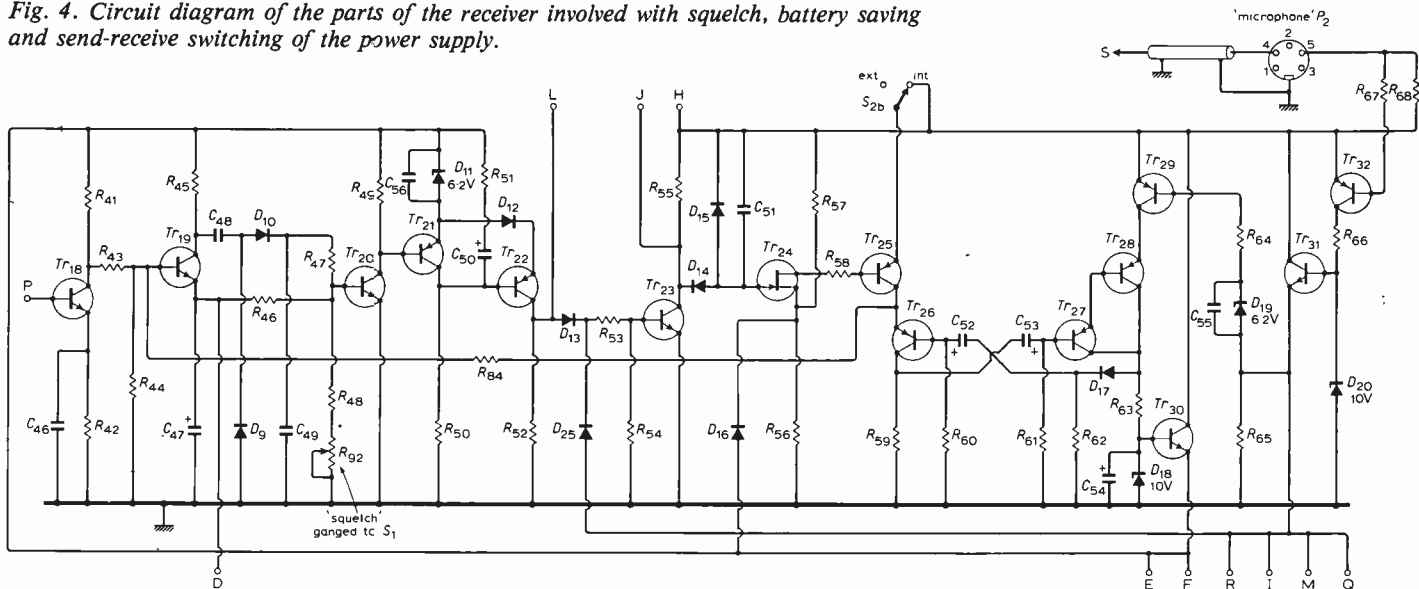 Fig. 4. Circuit diagram of the parts of the receiver involved with squelch, battery saving
and send-receive switching of the power supply.
'microphone' P2
S
4
2
5
1
3
R67
R68
ext
int
S2b
L
J
H
R41
R45
C48
D10
R49
C56
D11
6·2V
R51
D12
R55
D15
C51
R57
Tr29
Tr32
Tr18
R43
Tr19
R47
Tr20
Tr21
C50
Tr22
D14
Tr24
R58
Tr25
Tr28
R64
Tr31
R66
P
R46
D13
R53
Tr23
Tr26
C52
C53
Tr27
C55
D19
6·2V
R84
D17
R44
R48
R63
Tr30
D20
10V
C46
R42
C47
D9
C49
R92
R50
R52
D25
R54
D16
R56
R59
R60
R61
R62
C54
D18
10V
R65
'squelch'
ganged to S1
D
E
F
R
I
M
Q